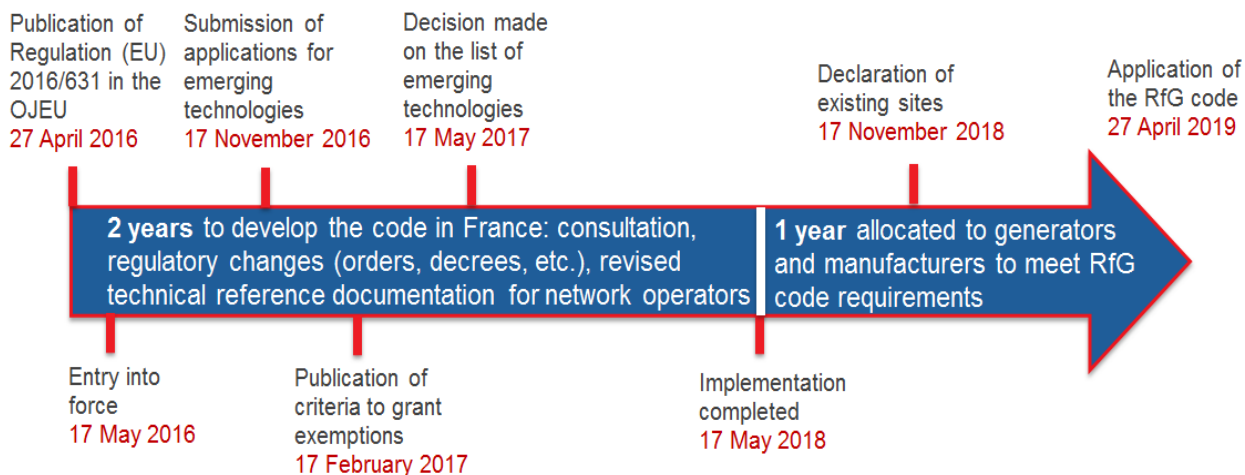 Publication of
Regulation (EU)
2016/631 in the
OJEU
27 April 2016
Submission of
applications for
emerging
technologies
17 November 2016
Decision made
on the list of
emerging
technologies
17 May 2017
Declaration of
existing sites
17 November 2018
Application of
the RfG code
27 April 2019
2 years to develop the code in France: consultation,
regulatory changes (orders, decrees, etc.), revised
technical reference documentation for network operators
1 year allocated to generators
and manufacturers to meet RfG
code requirements
Entry into
force
17 May 2016
Publication of
criteria to grant
exemptions
17 February 2017
Implementation
completed
17 May 2018